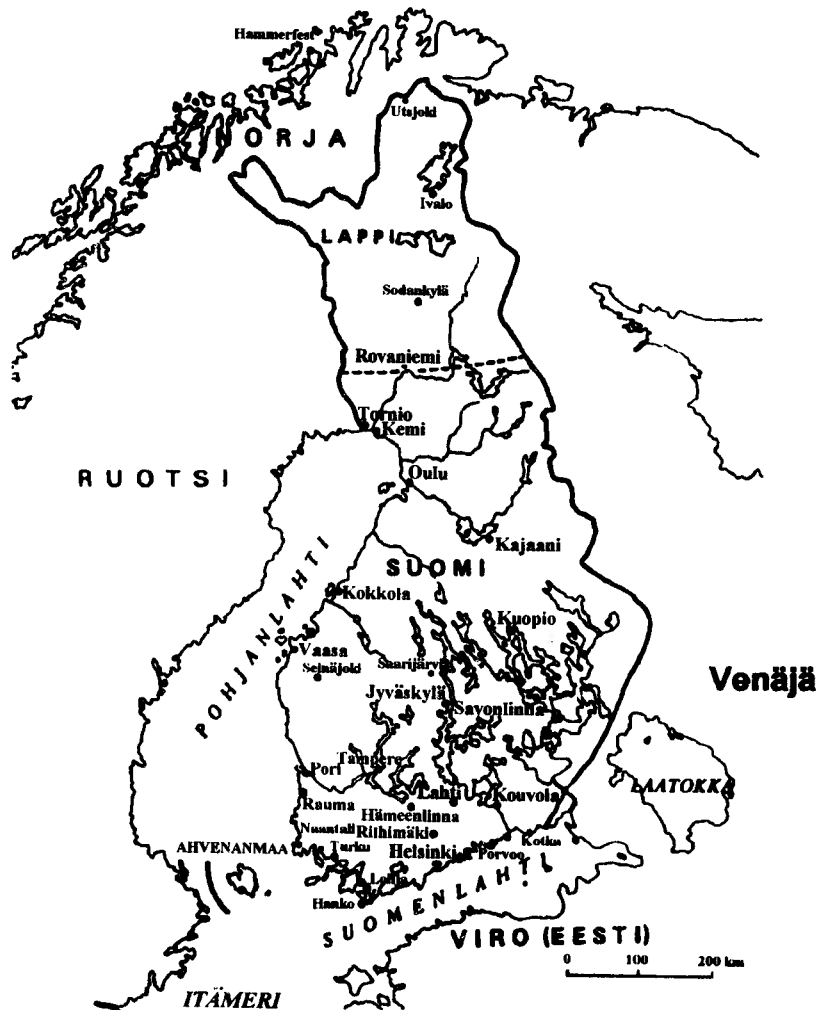 Hammerfest
Utsjoki
NORJA
Ivalo
LAPPI
Sodankylä
Rovaniemi
Tornio
Kemi
RUOTSI
Oulu
Kajaani
SUOMI
POHJANLAHTI
Kokkola
Kuopio
Vaasa
Saarijärvi
Seinäjoki
Venäjä
Jyväskylä
Savonlinna
Tampere
Pori
LAATOKKA
Lahti
Kouvola
Rauma
Hämeenlinna
Naantali
Riihimäki
Kotka
AHVENANMAA
Turku
Helsinki
Porvoo
Lohja
Hanko
SUOMENLAHTI
VIRO (EESTI)
0 100 200 km
ITÄMERI